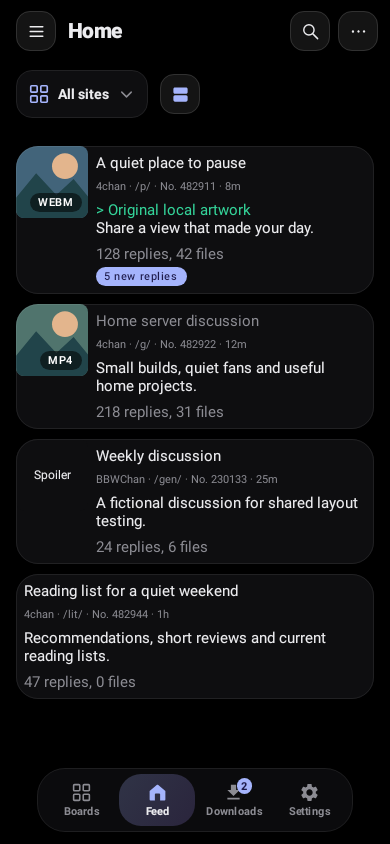 Home
All sites
WEBM
A quiet place to pause
4chan · /p/ · No. 482911 · 8m
> Original local artwork
Share a view that made your day.
128 replies, 42 files
5 new replies
MP4
Home server discussion
4chan · /g/ · No. 482922 · 12m
Small builds, quiet fans and useful
home projects.
218 replies, 31 files
Spoiler
Weekly discussion
BBWChan · /gen/ · No. 230133 · 25m
A fictional discussion for shared layout
testing.
24 replies, 6 files
Reading list for a quiet weekend
4chan · /lit/ · No. 482944 · 1h
Recommendations, short reviews and current
reading lists.
47 replies, 0 files
2
Boards Feed Downloads Settings